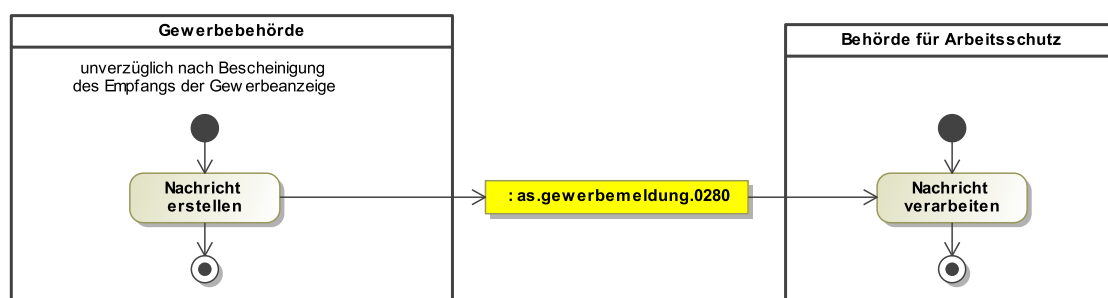 Gewerbebehörde
unverzüglich nach Bescheinigung
des Empfangs der Gewerbeanzeige
Nachricht
erstellen
: as.gewerbemeldung.0280
Behörde für Arbeitsschutz
Nachricht
verarbeiten